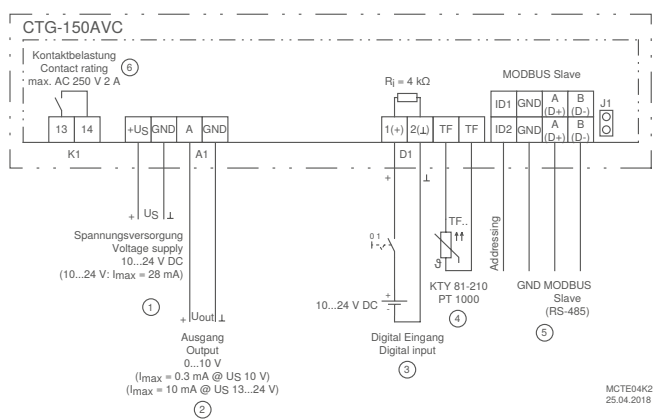 CTG-150AVC
Kontaktbelastung
Contact rating
max. AC 250 V 2 A
6
Ri = 4 kΩ
MODBUS Slave
13 14
+US GND A GND
1(+) 2(⊥) TF TF
ID1 GND A (D+) B (D-) J1
ID2 GND A (D+) B (D-)
K1
A1
D1
+ US ⊥
Spannungsversorgung
Voltage supply
10...24 V DC
(10...24 V: Imax = 28 mA)
1
+ Uout ⊥
Ausgang
Output
0...10 V
(Imax = 0.3 mA @ US 10 V)
(Imax = 10 mA @ US 13...24 V)
2
+ ⊥
0 1
10...24 V DC
+
-
Digital Eingang
Digital input
3
TF..
ϑ
KTY 81-210
PT 1000
4
Addressing
GND MODBUS
Slave
(RS-485)
5
MCTE04K2
25.04.2018